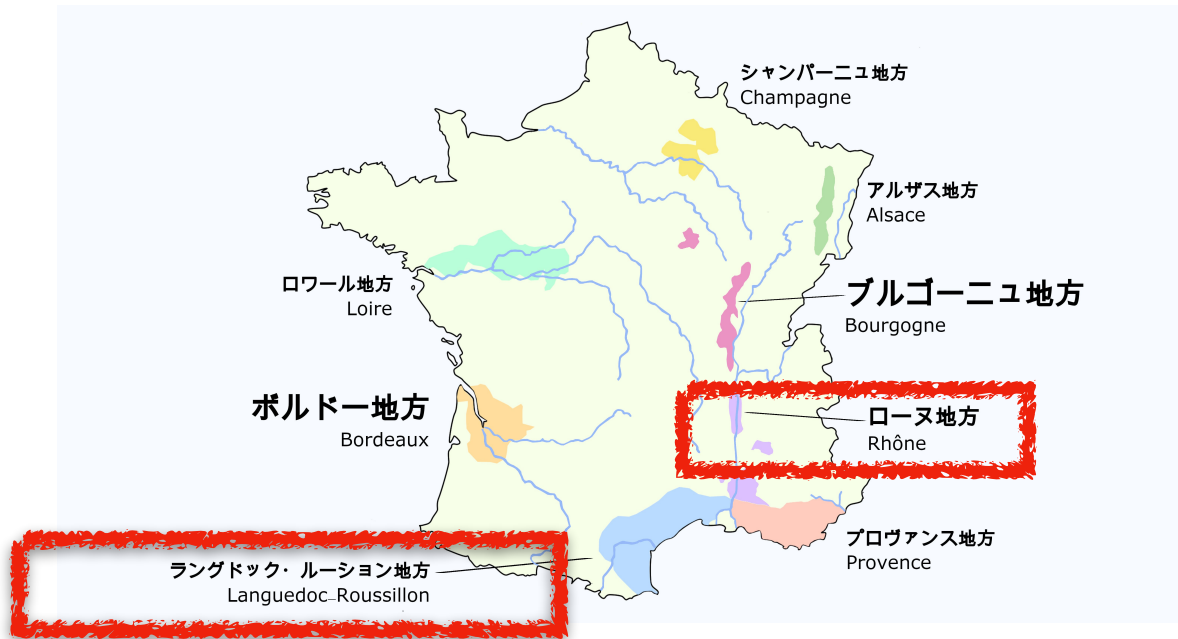 シャンパーニュ地方
Champagne
アルザス地方
Alsace
ロワール地方
Loire
ブルゴーニュ地方
Bourgogne
ボルドー地方
Bordeaux
ローヌ地方
Rhône
プロヴァンス地方
Provence
ラングドック・ルーション地方
Languedoc-Roussillon